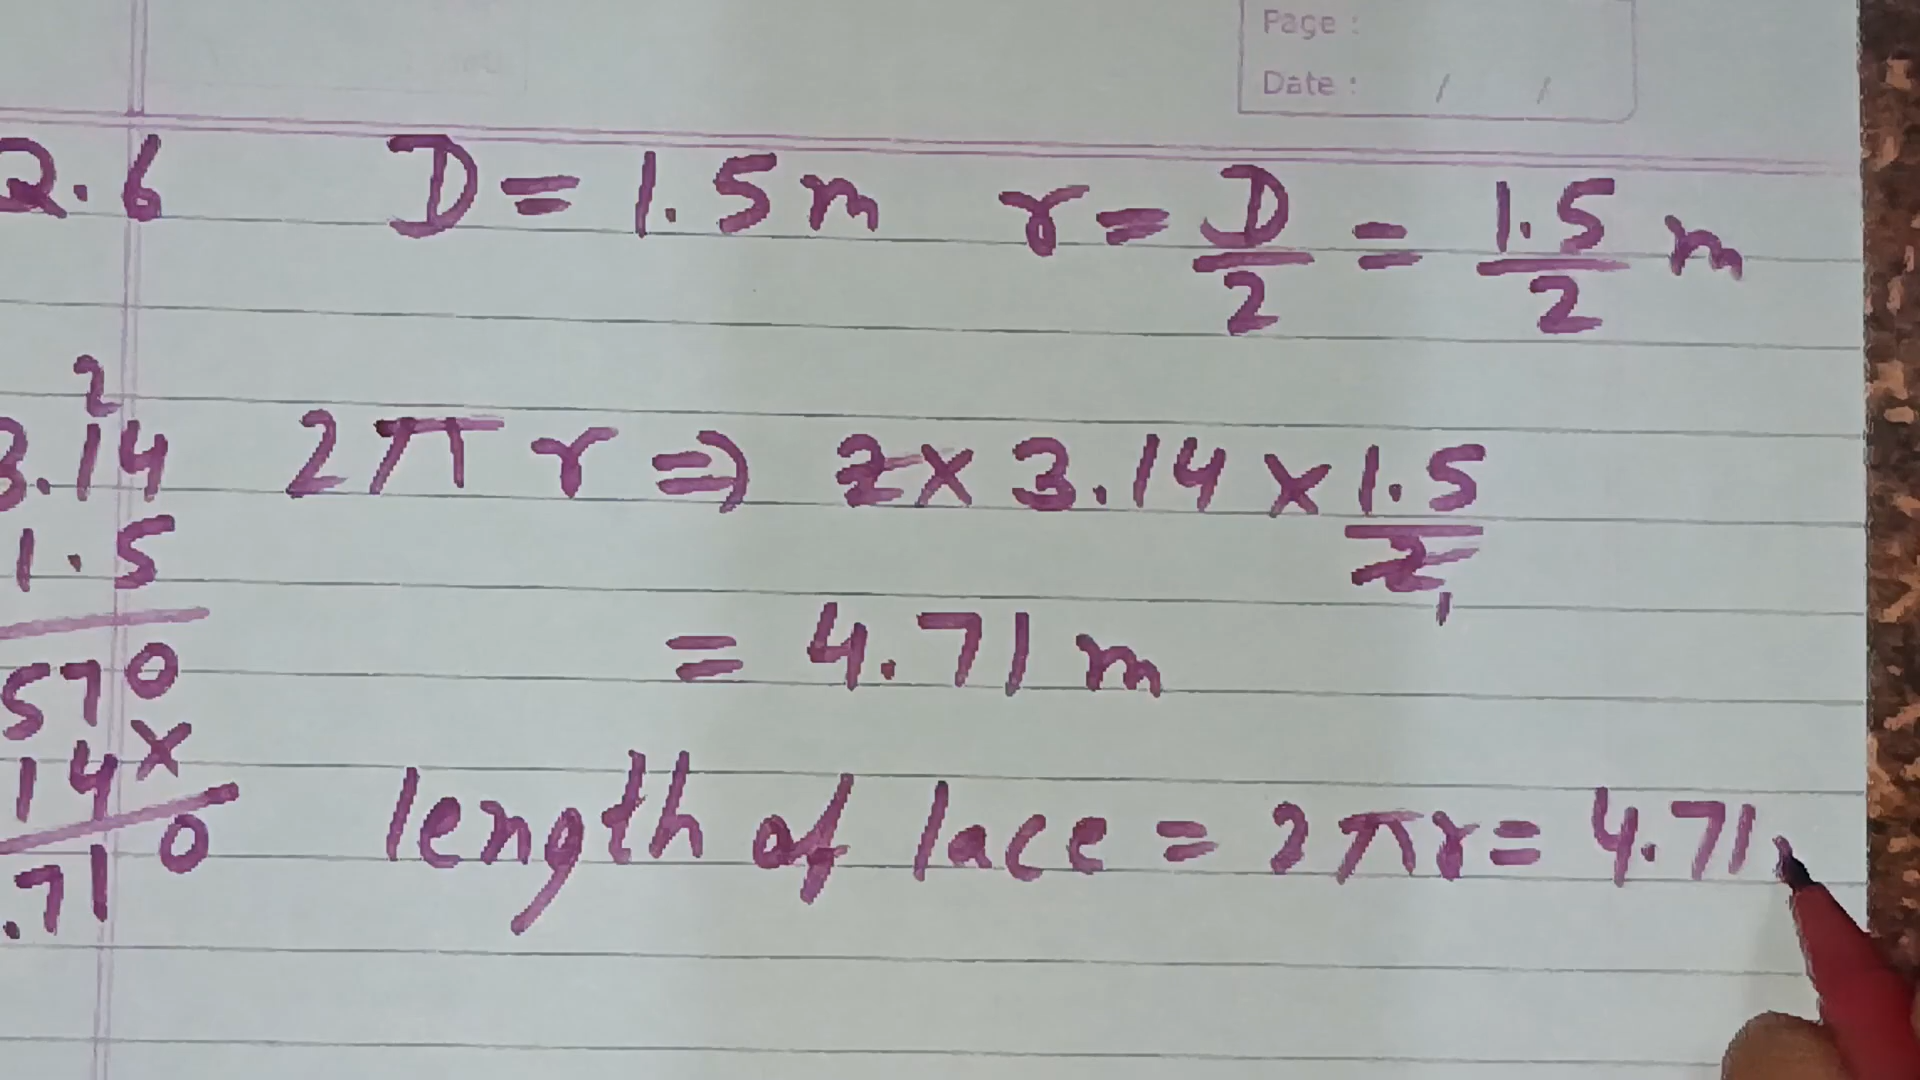 Page :
Date : / /
Q.6 D = 1.5 m r = D/2 = 1.5/2 m
2
3.14 2πr ⇒ 2 × 3.14 × 1.5/2
1.5 1
570 = 4.71 m
14×
.710 length of lace = 2πr = 4.71